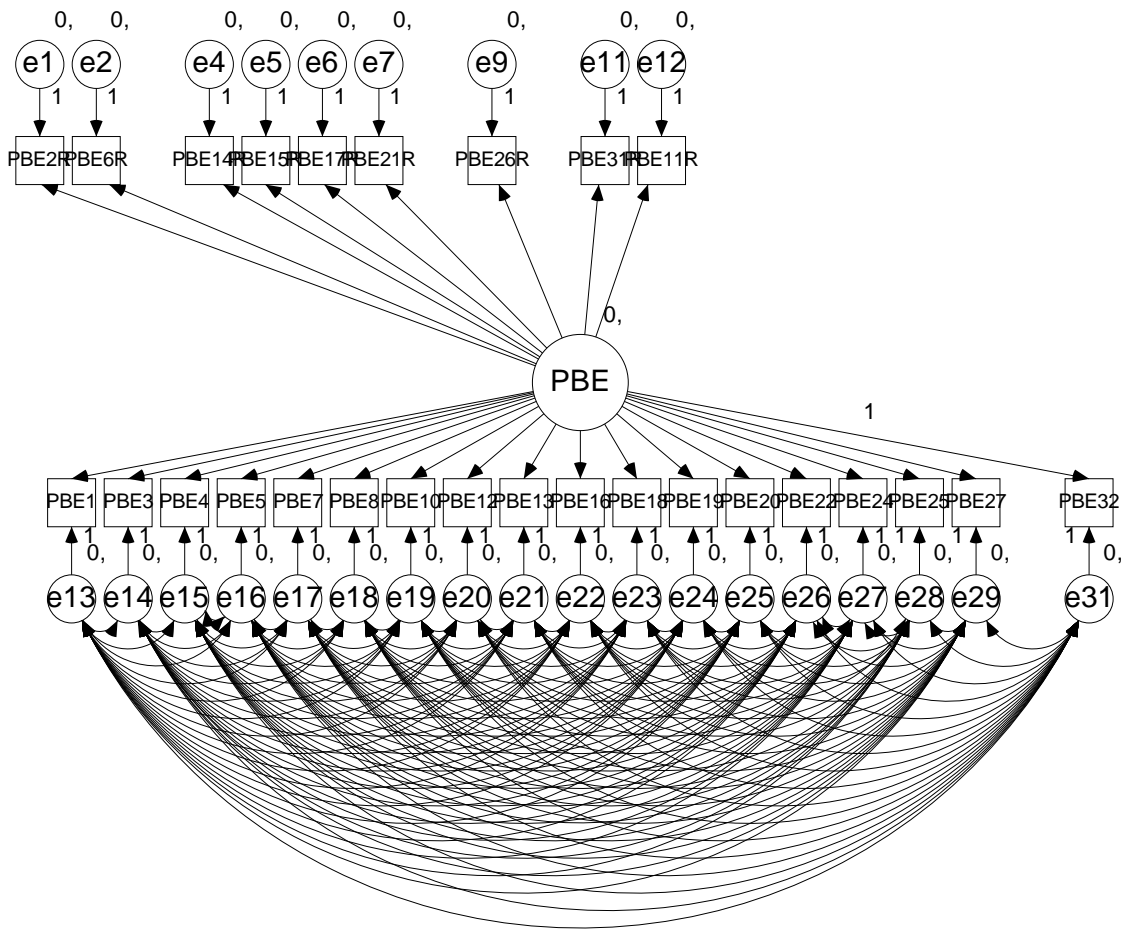 0, 0, 0, 0, 0, 0, 0, 0, 0,
e1 e2 e4 e5 e6 e7 e9 e11 e12
1 1 1 1 1 1 1 1 1
PBE2R PBE6R PBE14R PBE15R PBE17R PBE21R PBE26R PBE31R PBE11R
0,
PBE
1
PBE1 PBE3 PBE4 PBE5 PBE7 PBE8 PBE10 PBE12 PBE13 PBE16 PBE18 PBE19 PBE20 PBE22 PBE24 PBE25 PBE27 PBE32
1 1 1 1 1 1 1 1 1 1 1 1 1 1 1 1 1 1
0, 0, 0, 0, 0, 0, 0, 0, 0, 0, 0, 0, 0, 0, 0, 0, 0, 0,
e13 e14 e15 e16 e17 e18 e19 e20 e21 e22 e23 e24 e25 e26 e27 e28 e29 e31